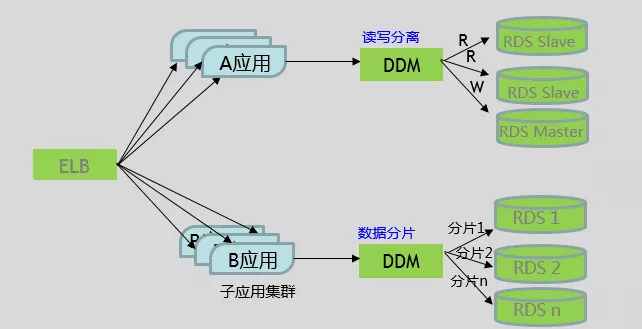 ELB
A应用
读写分离
DDM
R
R
W
RDS Slave
RDS Slave
RDS Master
B应用
子应用集群
数据分片
DDM
分片1
分片2
分片n
RDS 1
RDS 2
RDS n